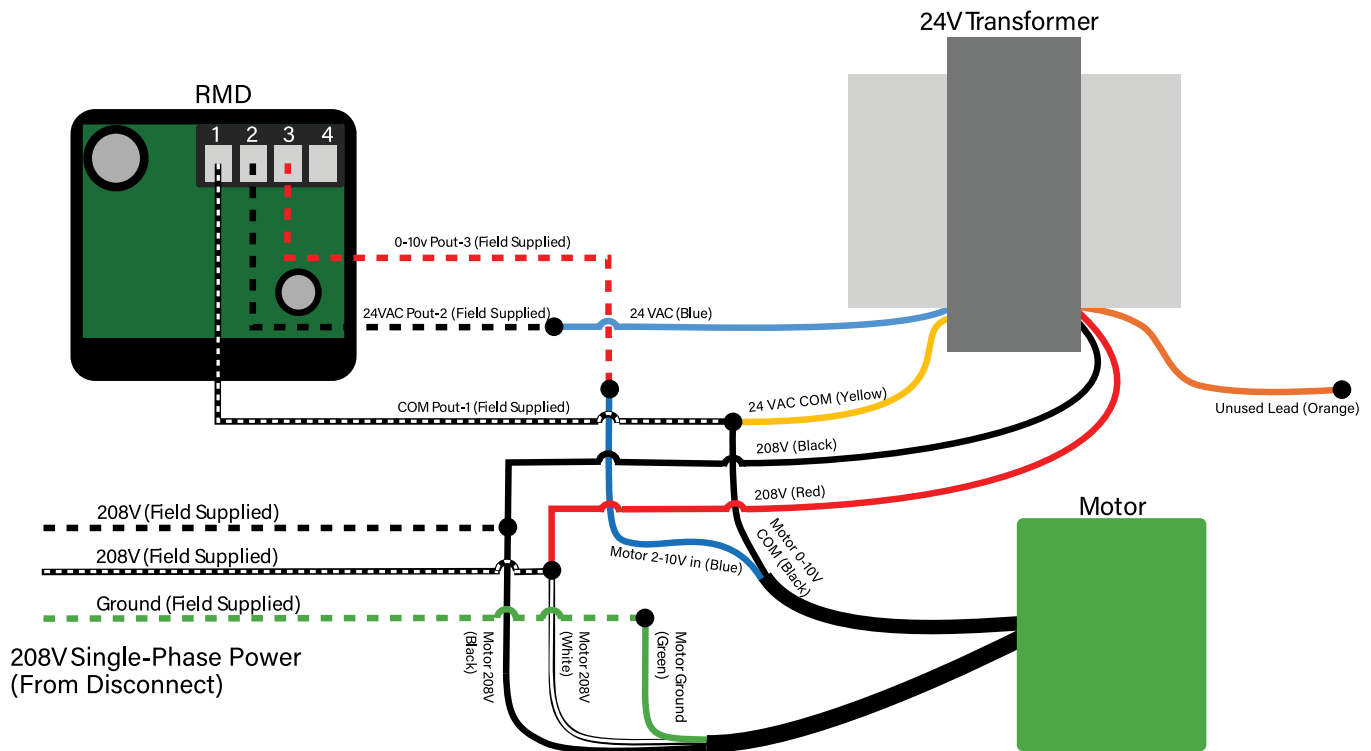 24V Transformer
RMD
1 2 3 4
0-10v Pout-3 (Field Supplied)
24VAC Pout-2 (Field Supplied)
24 VAC (Blue)
24 VAC COM (Yellow)
COM Pout-1 (Field Supplied)
Unused Lead (Orange)
208V (Black)
208V (Red)
Motor
208V (Field Supplied)
208V (Field Supplied)
Motor 2-10V in (Blue)
Motor 0-10V
COM (Black)
Ground (Field Supplied)
208V Single-Phase Power
(From Disconnect)
Motor 208V
(Black)
Motor 208V
(White)
Motor Ground
(Green)